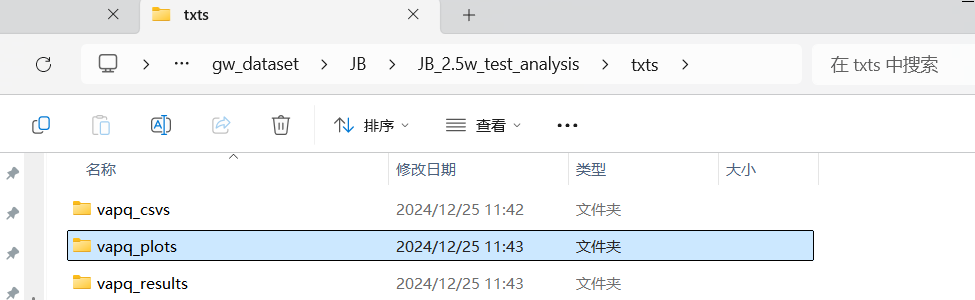 txts
gw_dataset JB JB_2.5w_test_analysis txts 在 txts 中搜索
排序 查看
名称 修改日期 类型 大小
vapq_csvs 2024/12/25 11:42 文件夹
vapq_plots 2024/12/25 11:43 文件夹
vapq_results 2024/12/25 11:43 文件夹